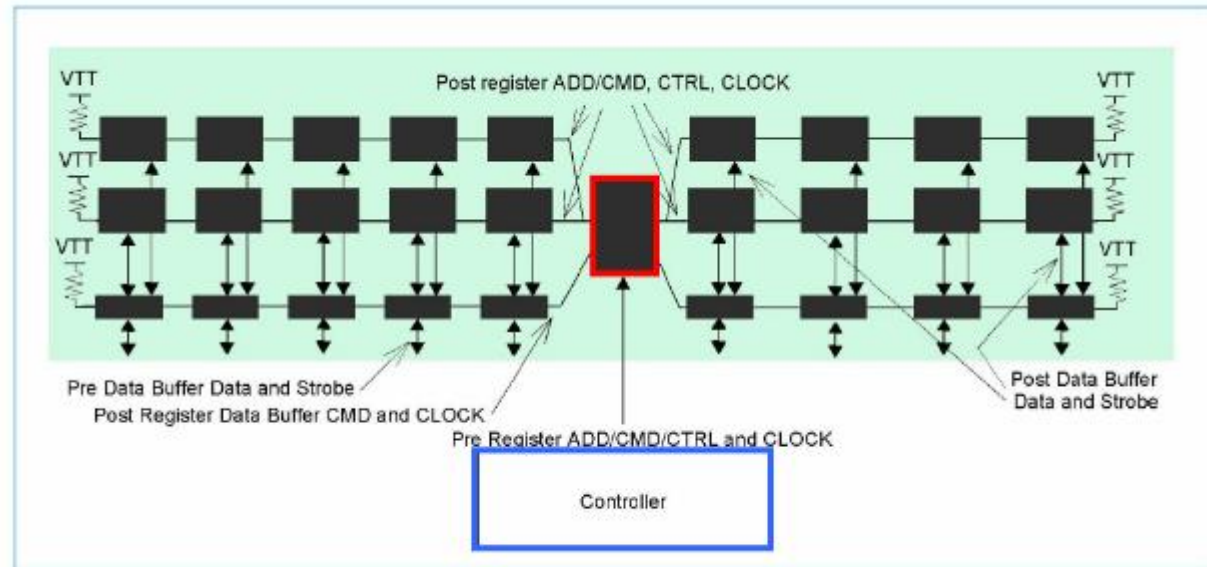 VTT
Post register ADD/CMD, CTRL, CLOCK
VTT
VTT
VTT
VTT
VTT
Pre Data Buffer Data and Strobe
Post Register Data Buffer CMD and CLOCK
Post Data Buffer
Data and Strobe
Pre Register ADD/CMD/CTRL and CLOCK
Controller